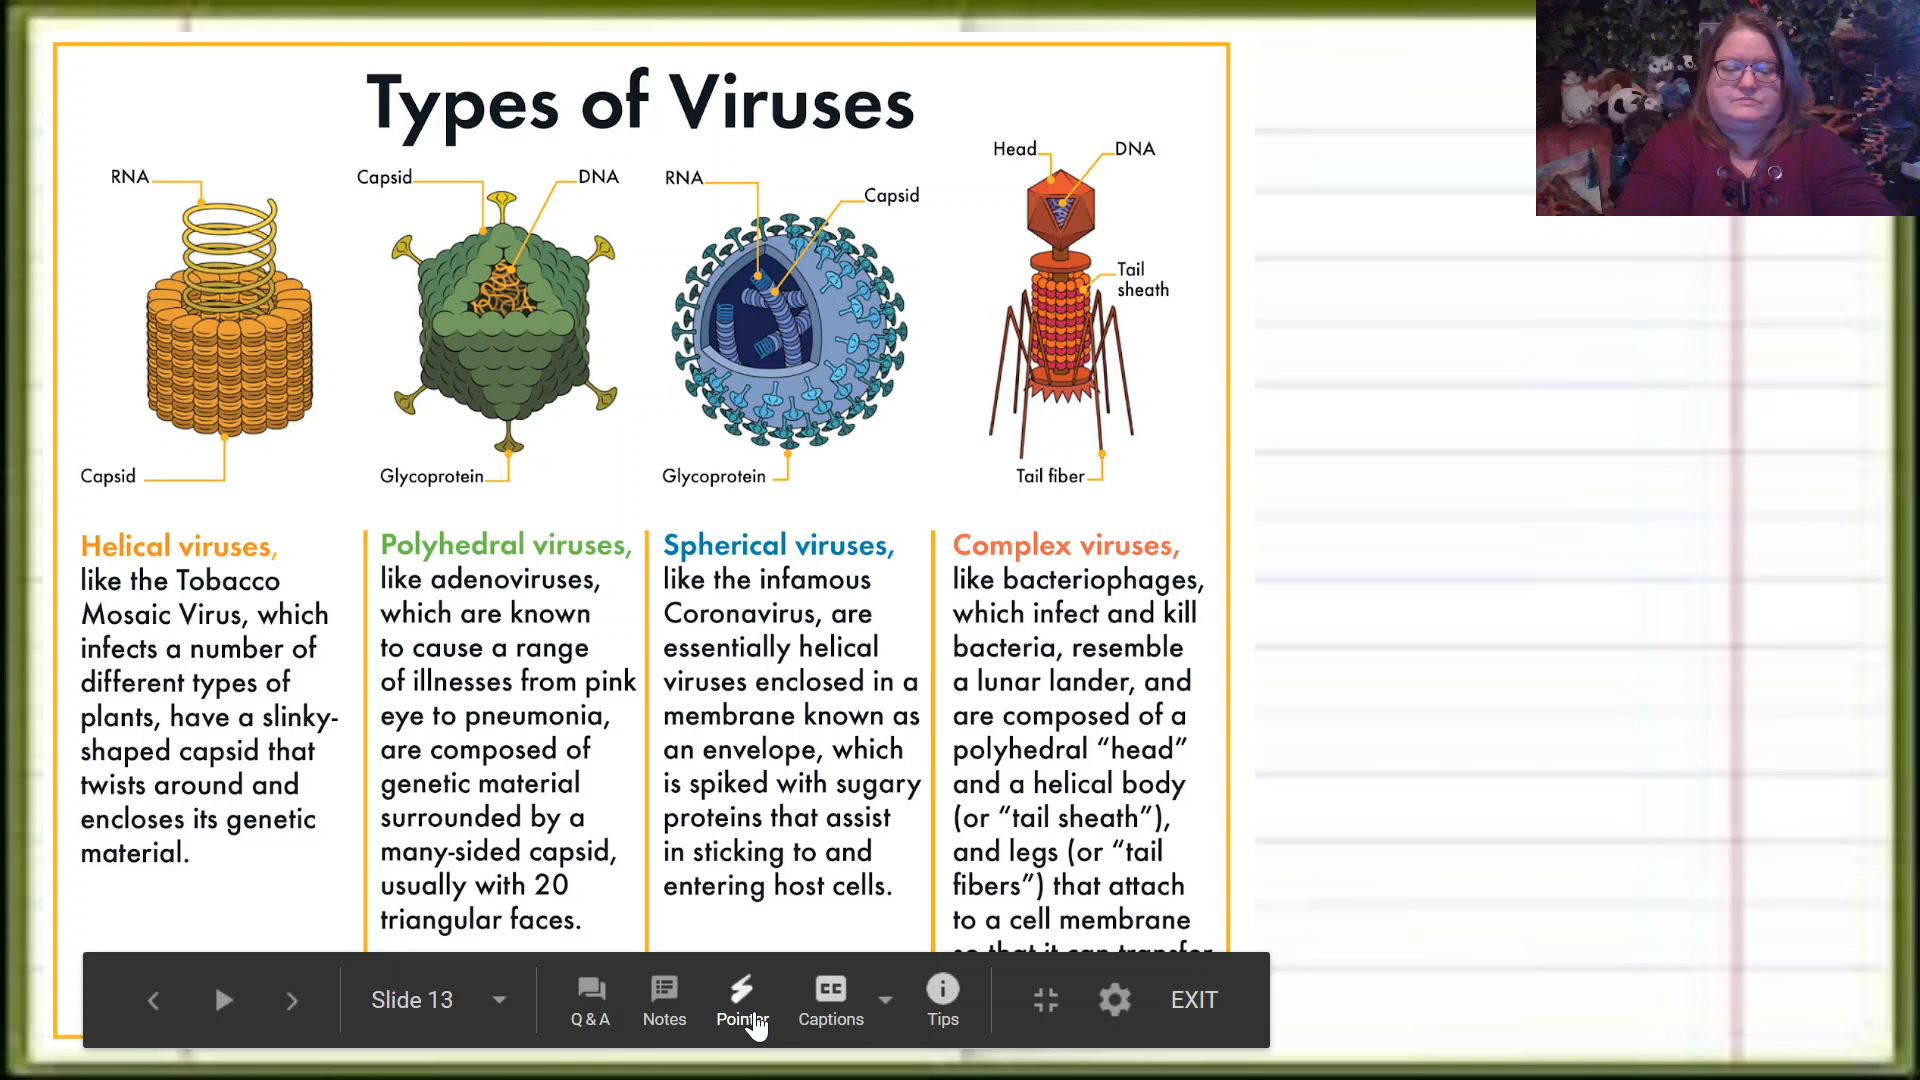 Types of Viruses
RNA
Capsid
Capsid
DNA
Glycoprotein
RNA
Capsid
Glycoprotein
Head
DNA
Tail
sheath
Tail fiber
Helical viruses,
like the Tobacco
Mosaic Virus, which
infects a number of
different types of
plants, have a slinky-
shaped capsid that
twists around and
encloses its genetic
material.
Polyhedral viruses,
like adenoviruses,
which are known
to cause a range
of illnesses from pink
eye to pneumonia,
are composed of
genetic material
surrounded by a
many-sided capsid,
usually with 20
triangular faces.
Spherical viruses,
like the infamous
Coronavirus, are
essentially helical
viruses enclosed in a
membrane known as
an envelope, which
is spiked with sugary
proteins that assist
in sticking to and
entering host cells.
Complex viruses,
like bacteriophages,
which infect and kill
bacteria, resemble
a lunar lander, and
are composed of a
polyhedral “head”
and a helical body
(or “tail sheath”),
and legs (or “tail
fibers”) that attach
to a cell membrane
so that it can transfer
Slide 13
Q & A
Notes
Pointer
CC
Captions
Tips
EXIT